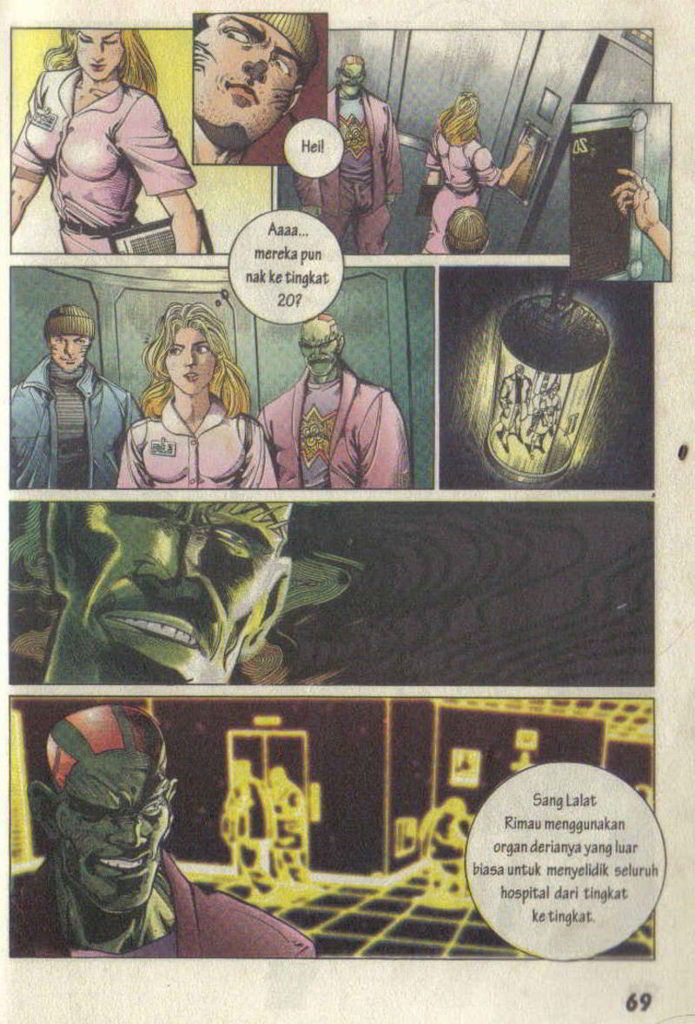 Hei!
20
Aaaa...
mereka pun
nak ke tingkat
20?
Sang Lalat
Rimau menggunakan
organ derianya yang luar
biasa untuk menyelidik seluruh
hospital dari tingkat
ke tingkat.
69